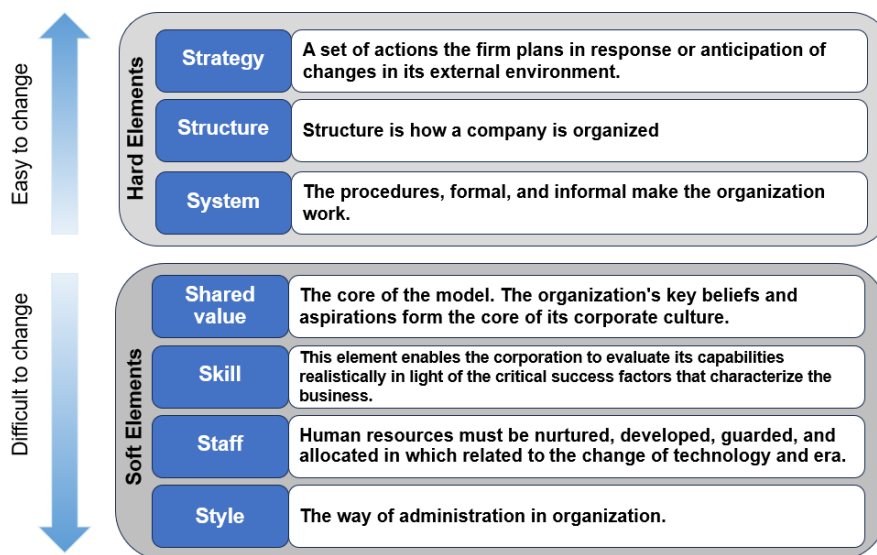 Easy to change
Hard Elements
Strategy
A set of actions the firm plans in response or anticipation of
changes in its external environment.
Structure
Structure is how a company is organized
System
The procedures, formal, and informal make the organization
work.
Difficult to change
Soft Elements
Shared
value
The core of the model. The organization's key beliefs and
aspirations form the core of its corporate culture.
Skill
This element enables the corporation to evaluate its capabilities
realistically in light of the critical success factors that characterize the
business.
Staff
Human resources must be nurtured, developed, guarded, and
allocated in which related to the change of technology and era.
Style
The way of administration in organization.